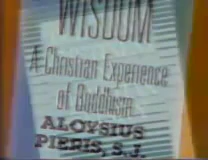 WISDOM
A Christian Experience
of Buddhism
ALOYSIUS
PIERIS, S.J.